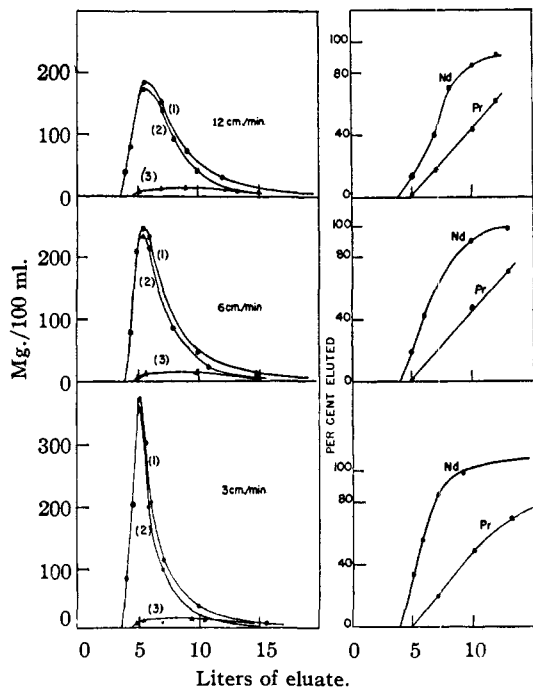 200
100
0
(1)
(2)
(3)
12 cm./min.
80
40
0
Nd
Pr
200
100
0
(1)
(2)
(3)
6cm/min.
80
40
0
Nd
Pr
300
200
100
0
(1)
(2)
(3)
3 cm./min
100
80
40
0
Nd
Pr
Mg./100 ml.
PER CENT ELUTED
0 5 10 15
0 5 10
Liters of eluate.